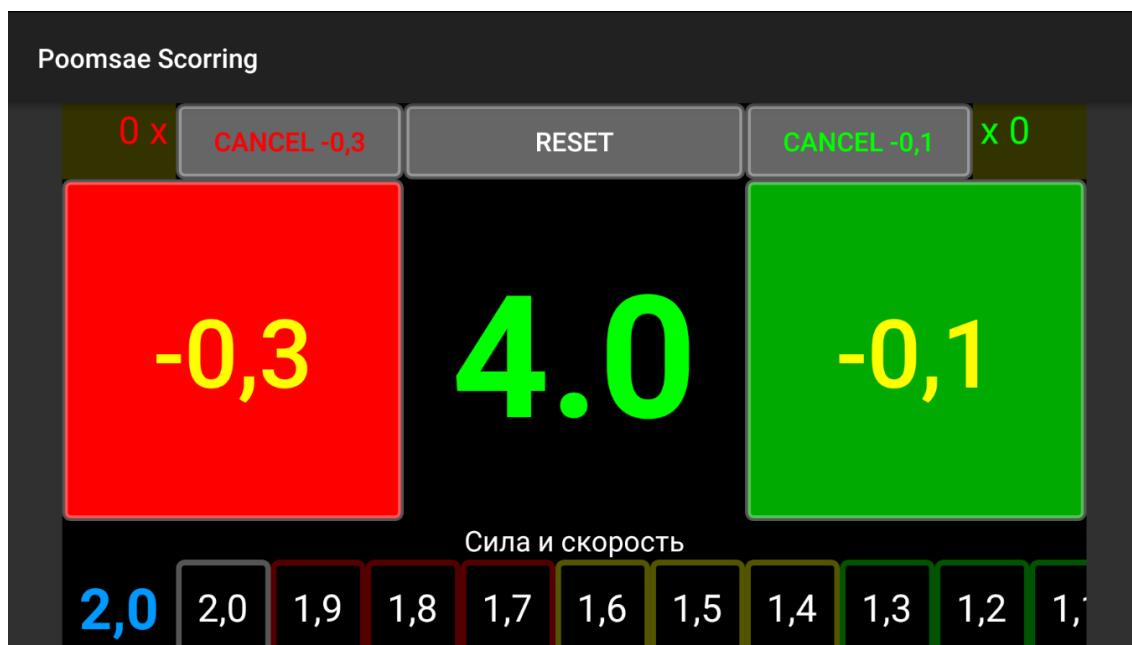 Poomsae Scorring
0 x CANCEL -0,3 RESET CANCEL -0,1 x 0
-0,3 4.0 -0,1
Сила и скорость
2,0 2,0 1,9 1,8 1,7 1,6 1,5 1,4 1,3 1,2